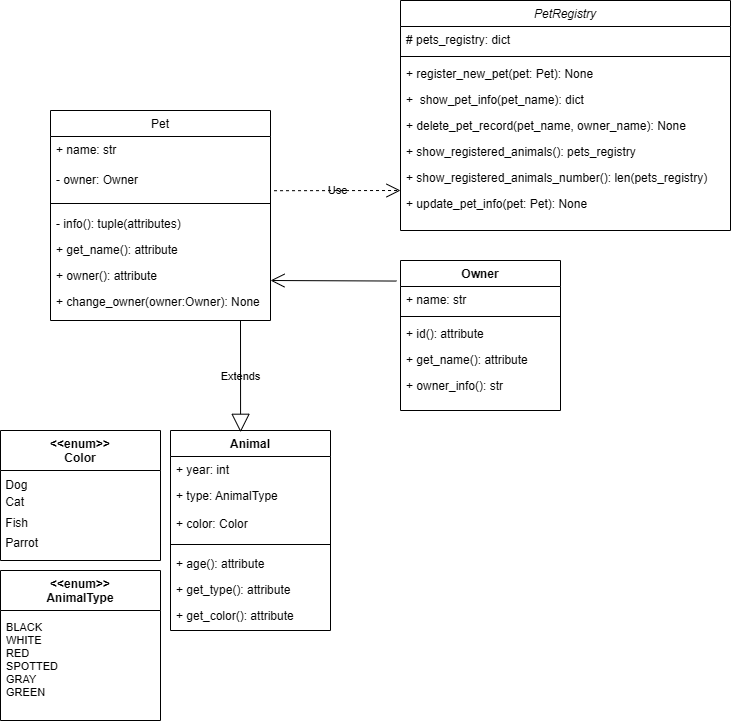 PetRegistry
# pets_registry: dict
+ register_new_pet(pet: Pet): None
+ show_pet_info(pet_name): dict
+ delete_pet_record(pet_name, owner_name): None
+ show_registered_animals(): pets_registry
+ show_registered_animals_number(): len(pets_registry)
+ update_pet_info(pet: Pet): None
Pet
+ name: str
- owner: Owner
- info(): tuple(attributes)
+ get_name(): attribute
+ owner(): attribute
+ change_owner(owner:Owner): None
Use
Owner
+ name: str
+ id(): attribute
+ get_name(): attribute
+ owner_info(): str
Extends
<<enum>>
Color
Dog
Cat
Fish
Parrot
Animal
+ year: int
+ type: AnimalType
+ color: Color
+ age(): attribute
+ get_type(): attribute
+ get_color(): attribute
<<enum>>
AnimalType
BLACK
WHITE
RED
SPOTTED
GRAY
GREEN